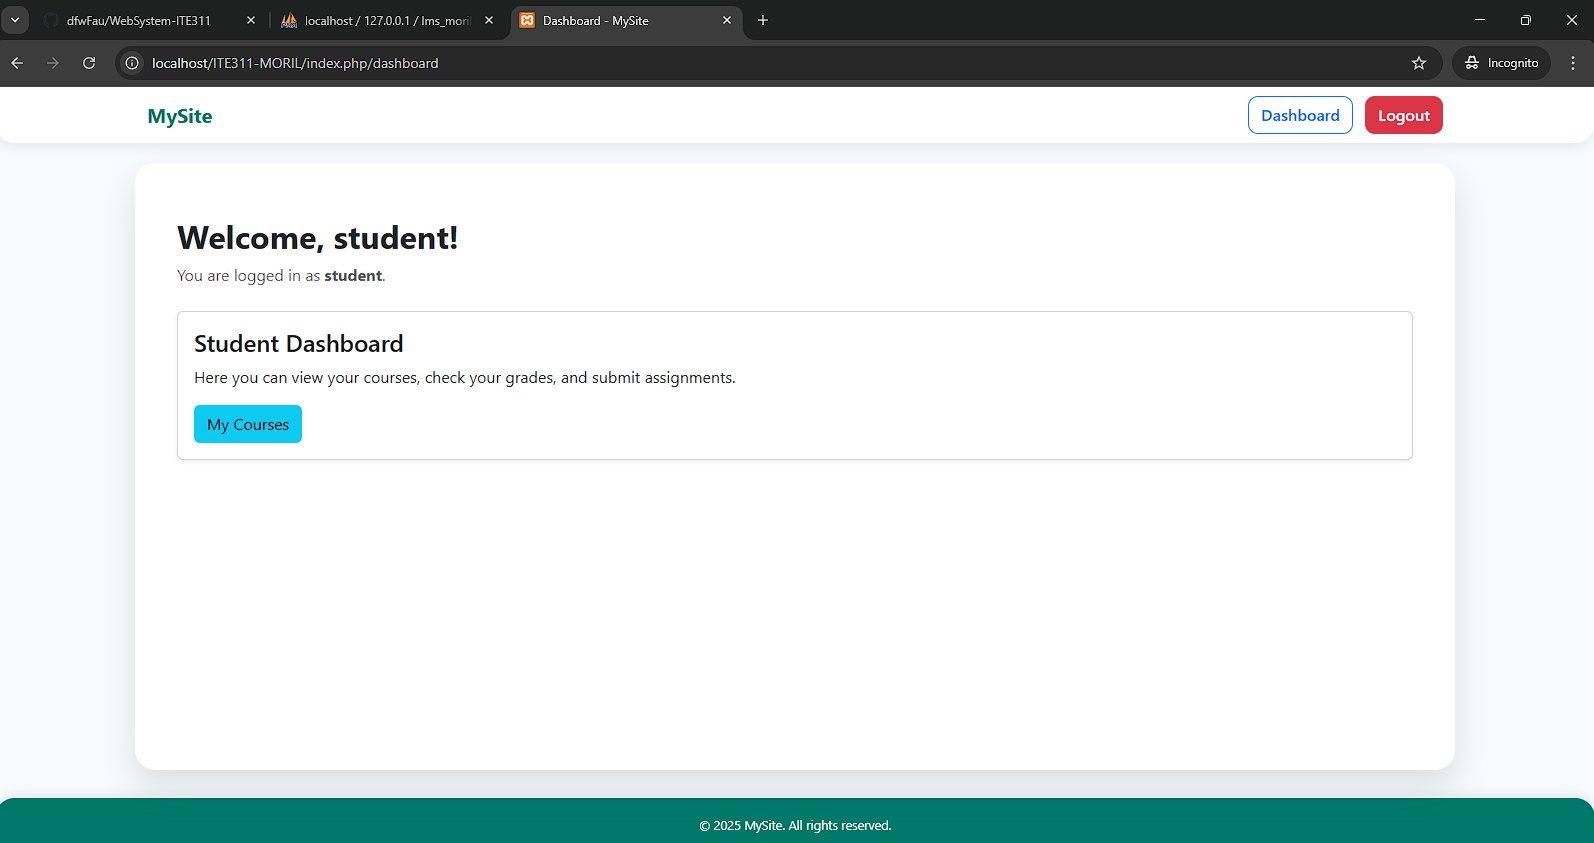 dfwFau/WebSystem-ITE311
localhost / 127.0.0.1 / lms_moril
Dashboard - MySite
localhost/ITE311-MORIL/index.php/dashboard
Incognito
MySite
Dashboard
Logout
Welcome, student!
You are logged in as student.
Student Dashboard
Here you can view your courses, check your grades, and submit assignments.
My Courses
© 2025 MySite. All rights reserved.